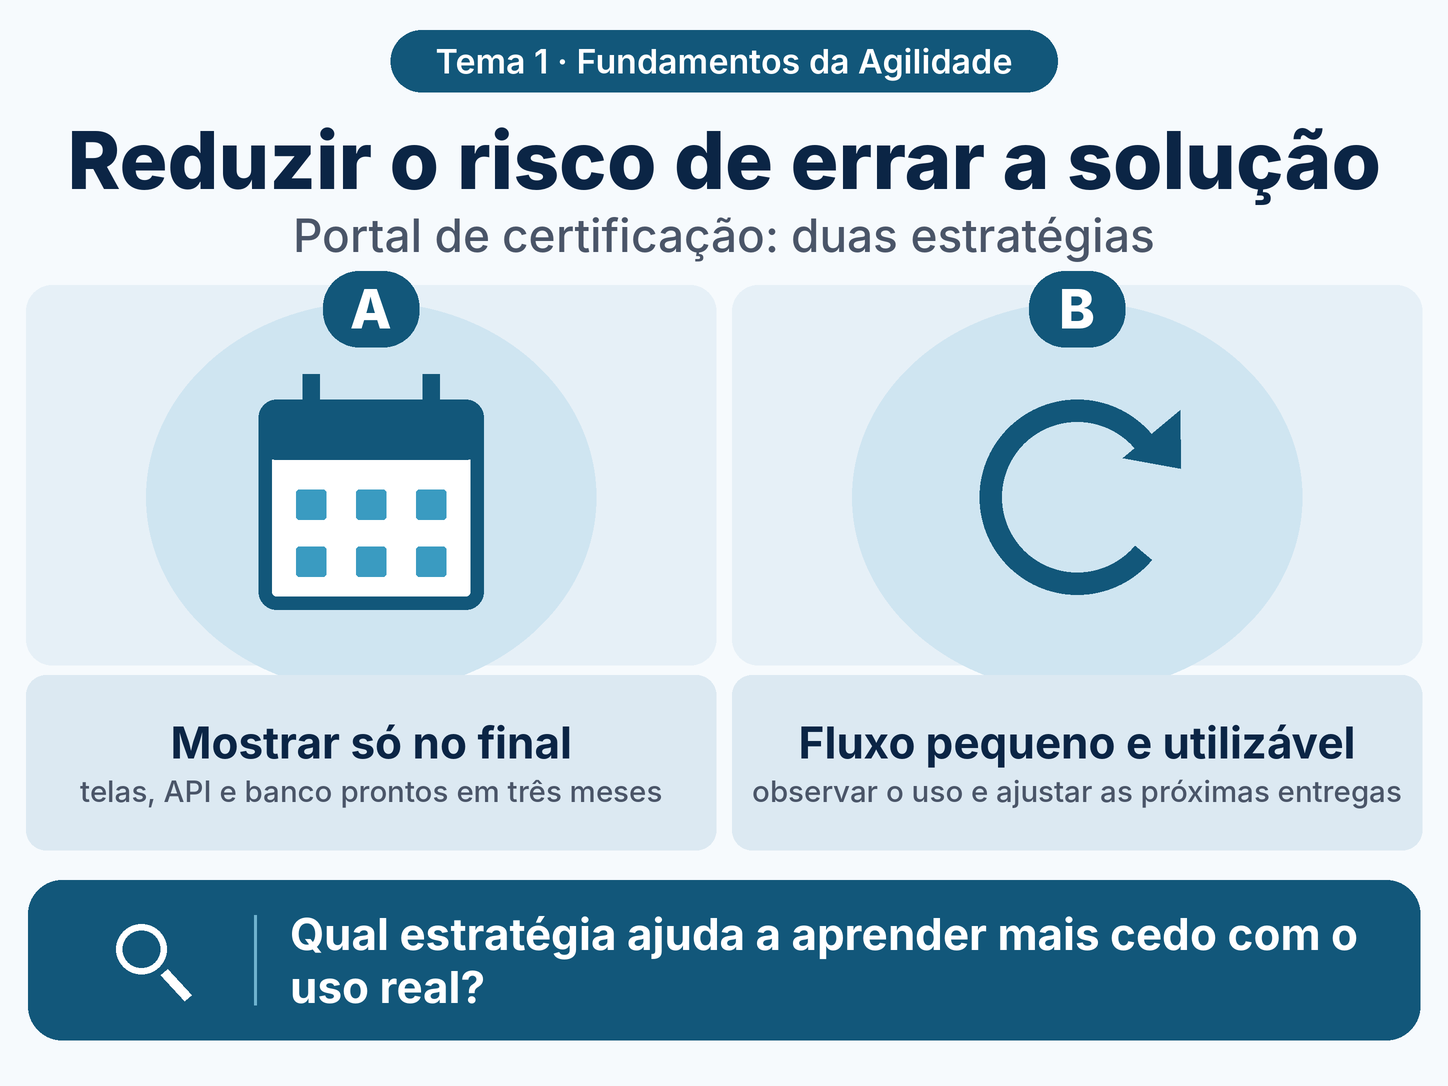 Tema 1 · Fundamentos da Agilidade
Reduzir o risco de errar a solução
Portal de certificação: duas estratégias
A
B
Mostrar só no final
telas, API e banco prontos em três meses
Fluxo pequeno e utilizável
observar o uso e ajustar as próximas entregas
Qual estratégia ajuda a aprender mais cedo com o
uso real?